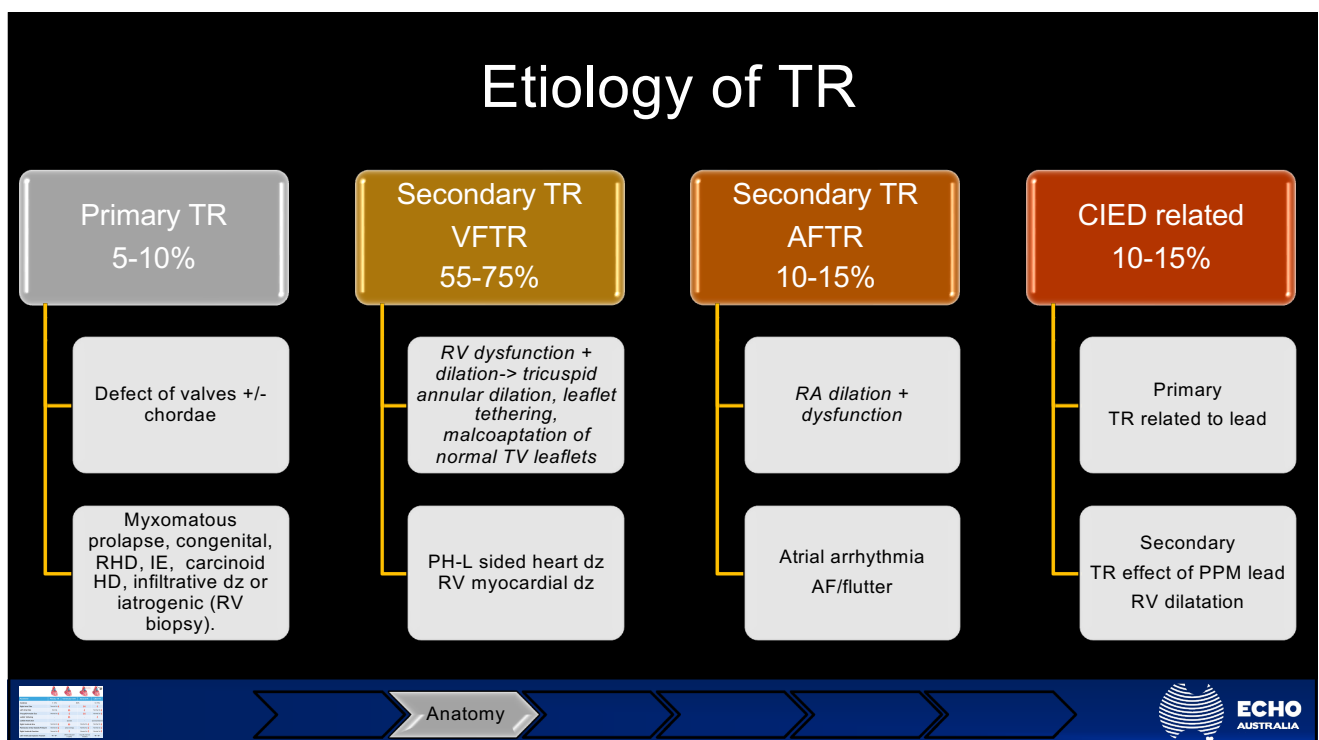 Etiology of TR
Primary TR
5-10%
Defect of valves +/-
chordae
Myxomatous
prolapse, congenital,
RHD, IE, carcinoid
HD, infiltrative dz or
iatrogenic (RV
biopsy).
Secondary TR
VFTR
55-75%
RV dysfunction +
dilation-> tricuspid
annular dilation, leaflet
tethering,
malcoaptation of
normal TV leaflets
PH-L sided heart dz
RV myocardial dz
Secondary TR
AFTR
10-15%
RA dilation +
dysfunction
Atrial arrhythmia
AF/flutter
CIED related
10-15%
Primary
TR related to lead
Secondary
TR effect of PPM lead
RV dilatation
Anatomy
ECHO
AUSTRALIA